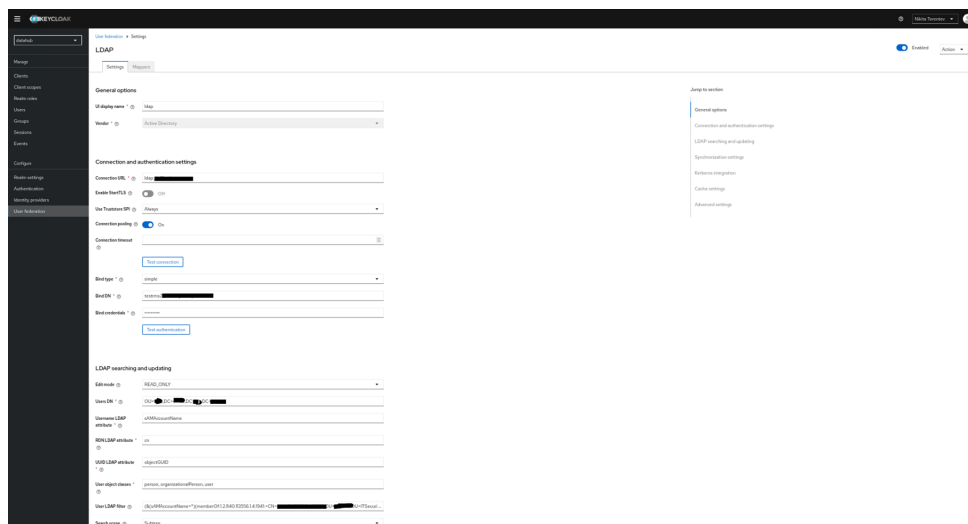 KEYCLOAK
Nikita Terentev
datahub
Manage
Clients
Client scopes
Realm roles
Users
Groups
Sessions
Events
Configure
Realm settings
Authentication
Identity providers
User federation
User federation > Settings
LDAP
Enabled
Action
Settings
Mappers
General options
UI display name *
ldap
Vendor *
Active Directory
Connection and authentication settings
Connection URL *
ldap:
Enable StartTLS
Off
Use Truststore SPI
Always
Connection pooling
On
Connection timeout
Test connection
Bind type *
simple
Bind DN *
Bind credentials *
Test authentication
LDAP searching and updating
Edit mode
READ_ONLY
Users DN *
OU=
DC=
DC
DC
Username LDAP
attribute *
sAMAccountName
RDN LDAP attribute *
cn
UUID LDAP attribute
*
objectGUID
User object classes *
person, organizationalPerson, user
User LDAP filter
Search scope
Subtree
Jump to section
General options
Connection and authentication settings
LDAP searching and updating
Synchronization settings
Kerberos integration
Cache settings
Advanced settings